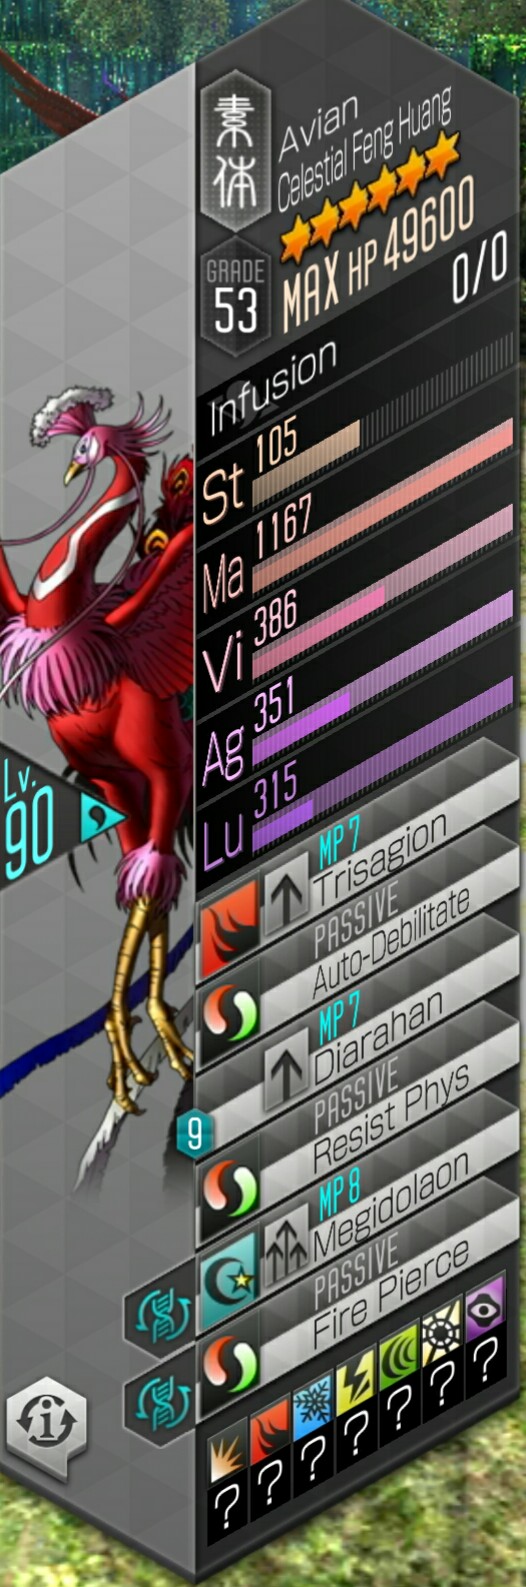 素体
Avian
Celestial Feng Huang
GRADE
53
MAX HP 49600
0/0
Infusion
St 105
Ma 1167
Vi 386
Ag 351
Lu 315
Lv.
90
MP 7
Trisagion
PASSIVE
Auto-Debilitate
MP 7
Diarahan
9
PASSIVE
Resist Phys
MP 8
Megidolaon
PASSIVE
Fire Pierce
i
? ? ? ? ? ? ?